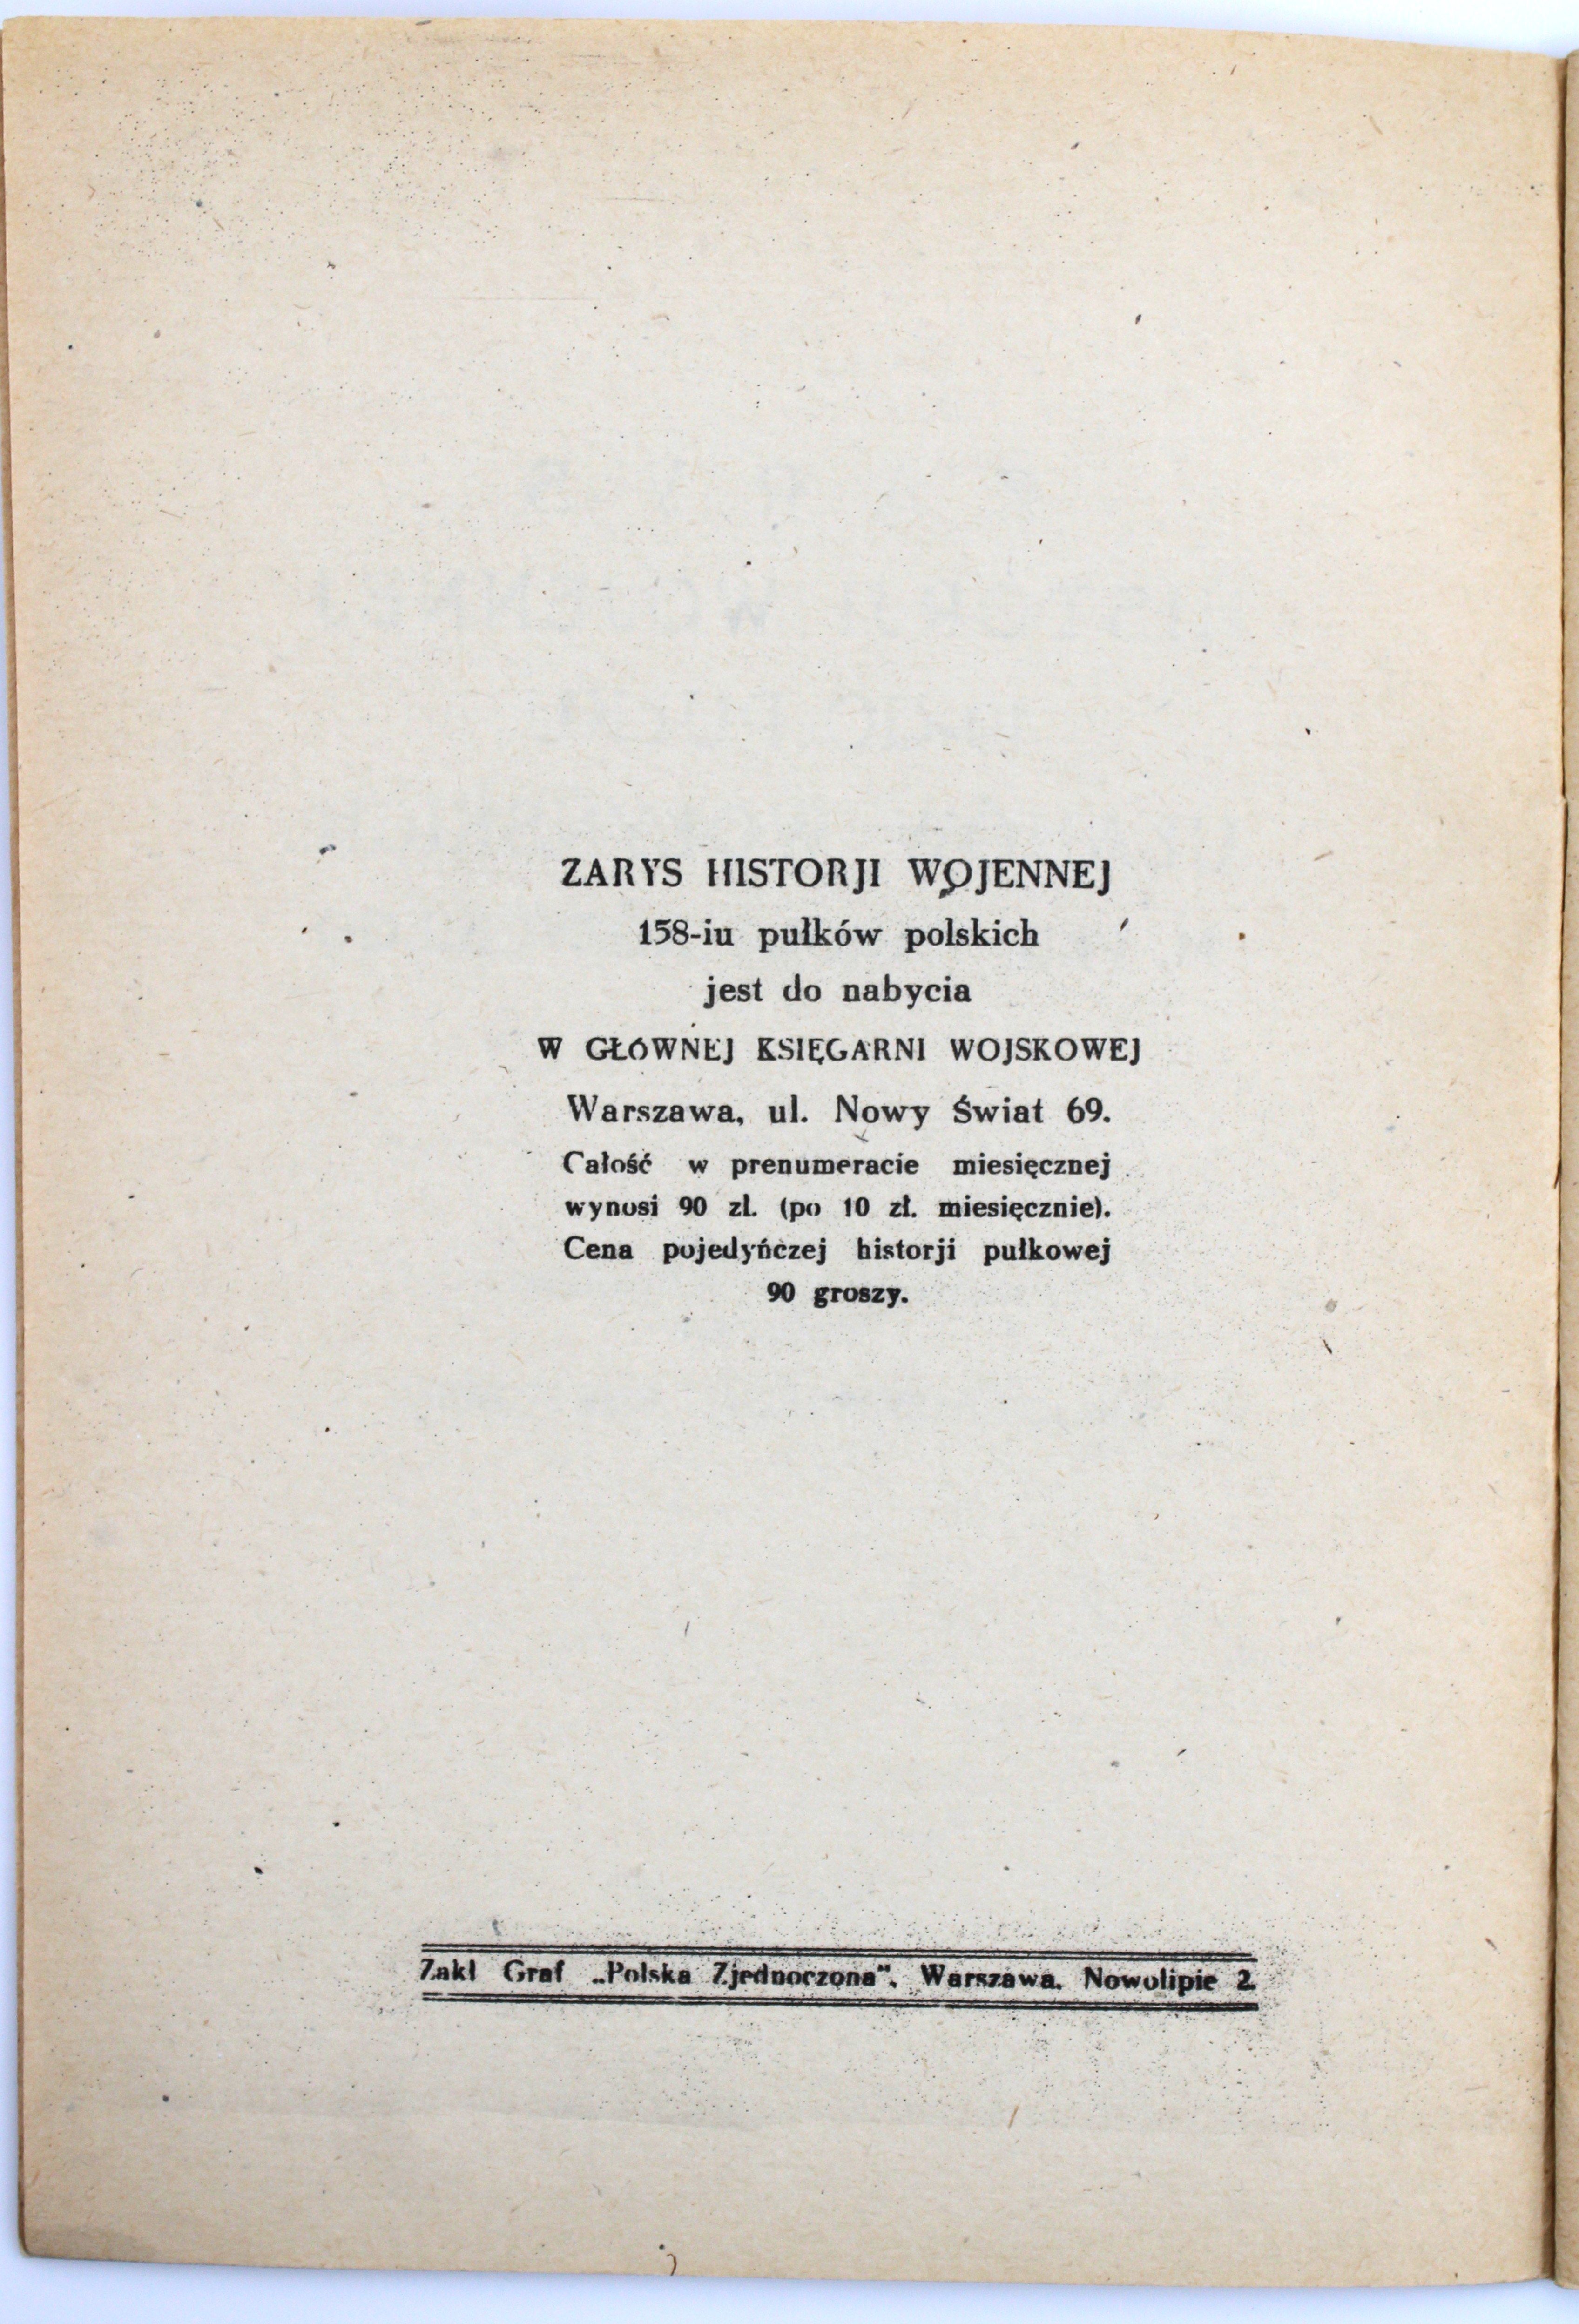 ZARYS HISTORJI WOJENNEJ
158-iu pułków polskich
jest do nabycia
W GŁÓWNEJ KSIĘGARNI WOJSKOWEJ
Warszawa, ul. Nowy Świat 69.
Całość w prenumeracie miesięcznej
wynosi 90 zł. (po 10 zł. miesięcznie).
Cena pojedyńczej historji pułkowej
90 groszy.
Zakł Graf „Polska Zjednoczona", Warszawa, Nowolipie 2